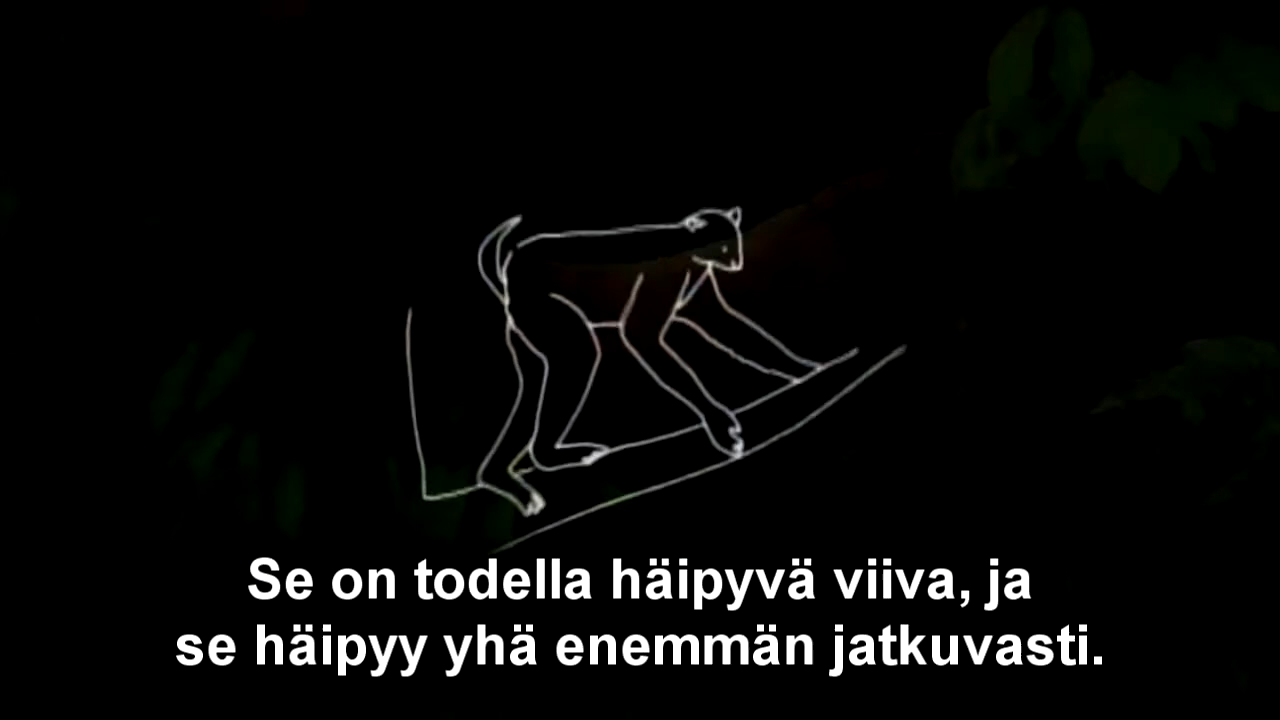 Se on todella häipyvä viiva, ja
se häipyy yhä enemmän jatkuvasti.